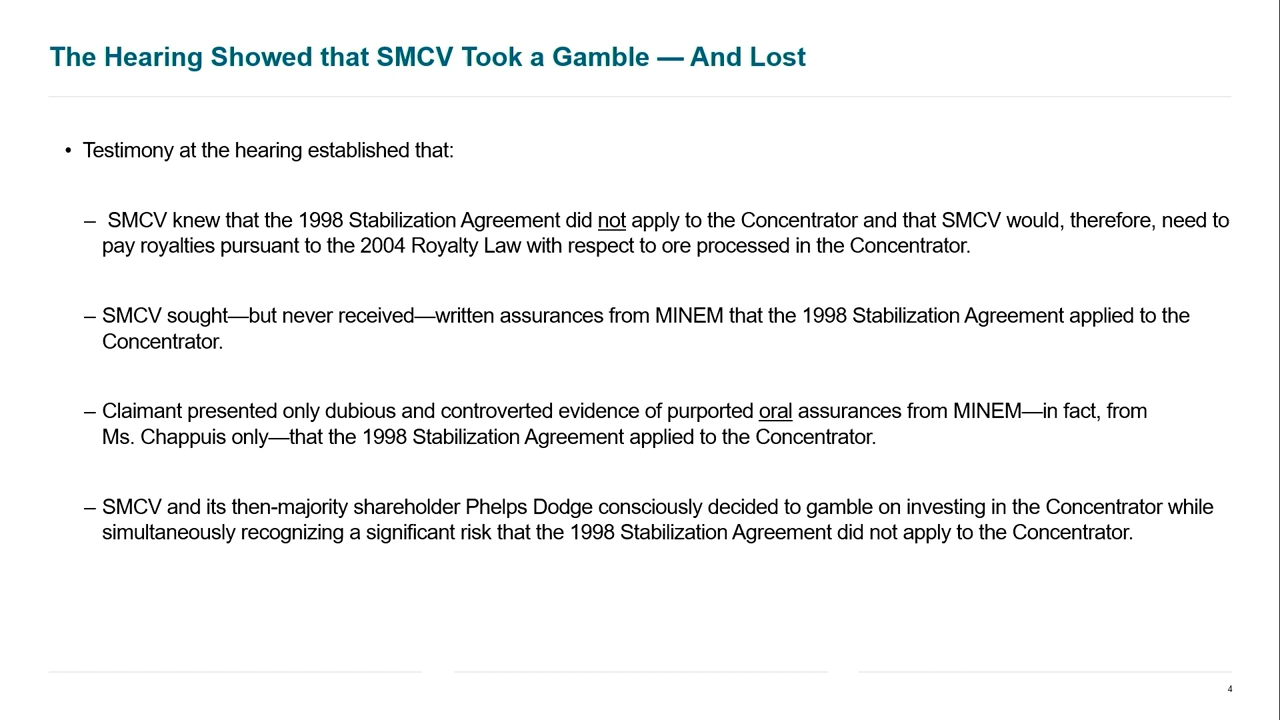 The Hearing Showed that SMCV Took a Gamble — And Lost
• Testimony at the hearing established that:
– SMCV knew that the 1998 Stabilization Agreement did not apply to the Concentrator and that SMCV would, therefore, need to
pay royalties pursuant to the 2004 Royalty Law with respect to ore processed in the Concentrator.
– SMCV sought—but never received—written assurances from MINEM that the 1998 Stabilization Agreement applied to the
Concentrator.
– Claimant presented only dubious and controverted evidence of purported oral assurances from MINEM—in fact, from
Ms. Chappuis only—that the 1998 Stabilization Agreement applied to the Concentrator.
– SMCV and its then-majority shareholder Phelps Dodge consciously decided to gamble on investing in the Concentrator while
simultaneously recognizing a significant risk that the 1998 Stabilization Agreement did not apply to the Concentrator.
4